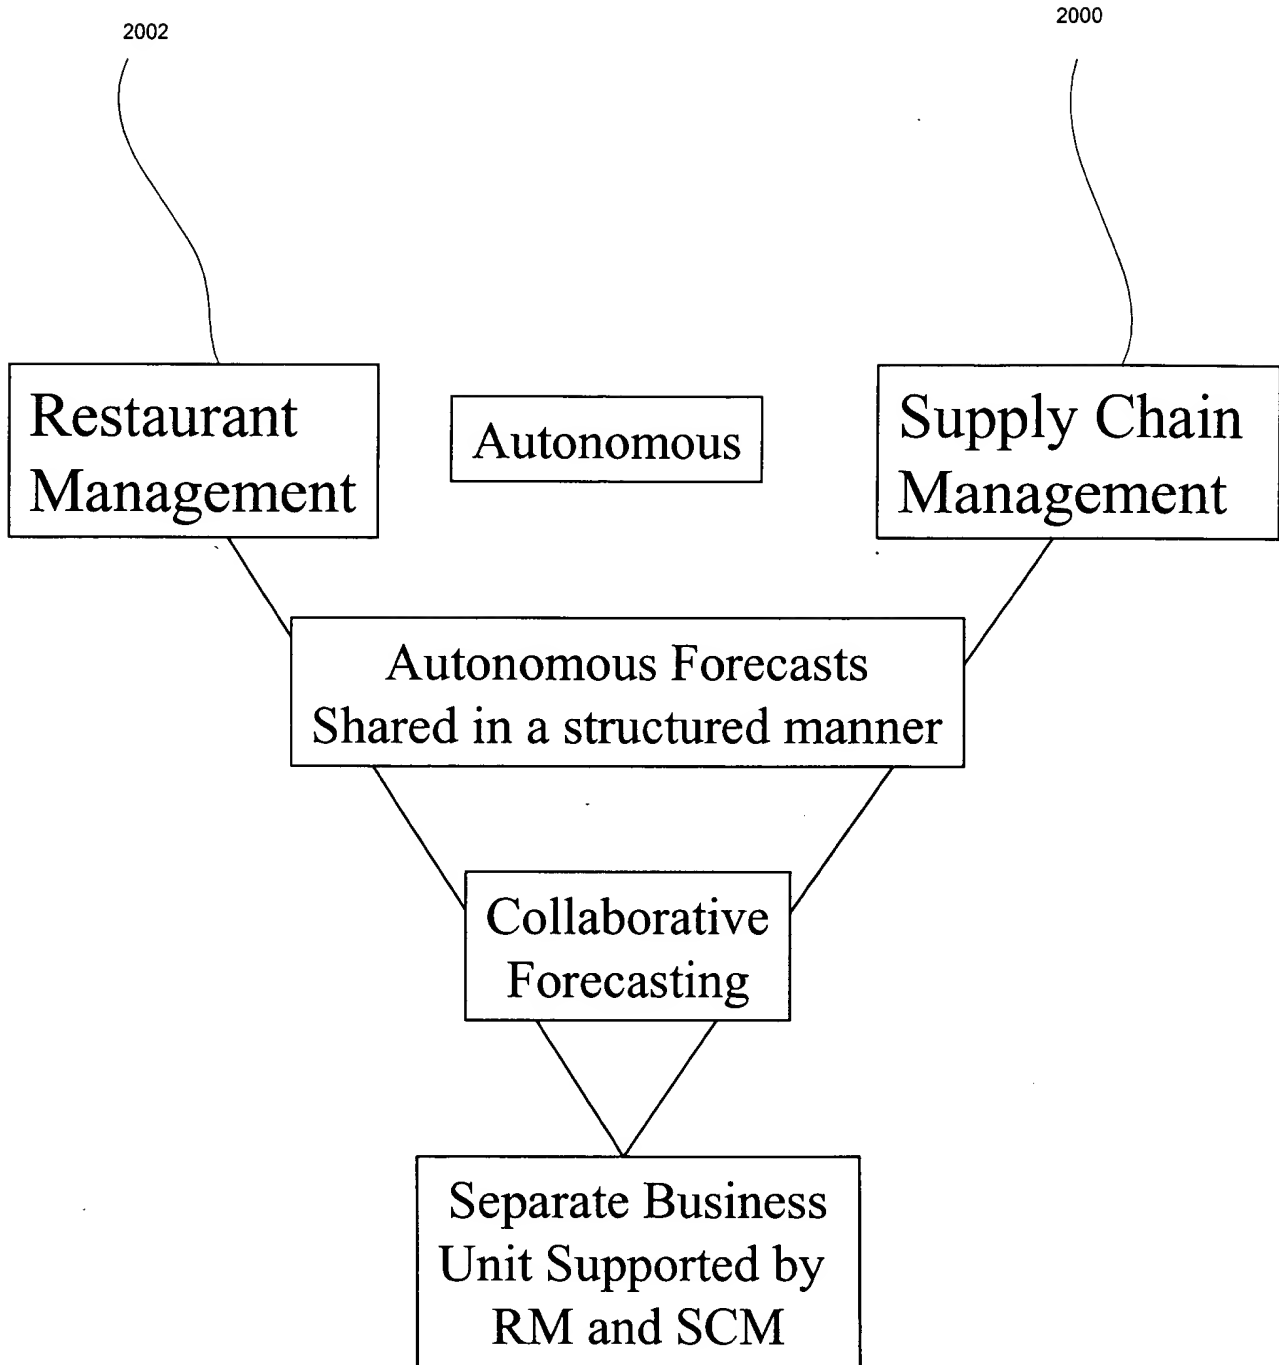 2002
2000
Restaurant
Management
Autonomous
Supply Chain
Management
Autonomous Forecasts
Shared in a structured manner
Collaborative
Forecasting
Separate Business
Unit Supported by
RM and SCM